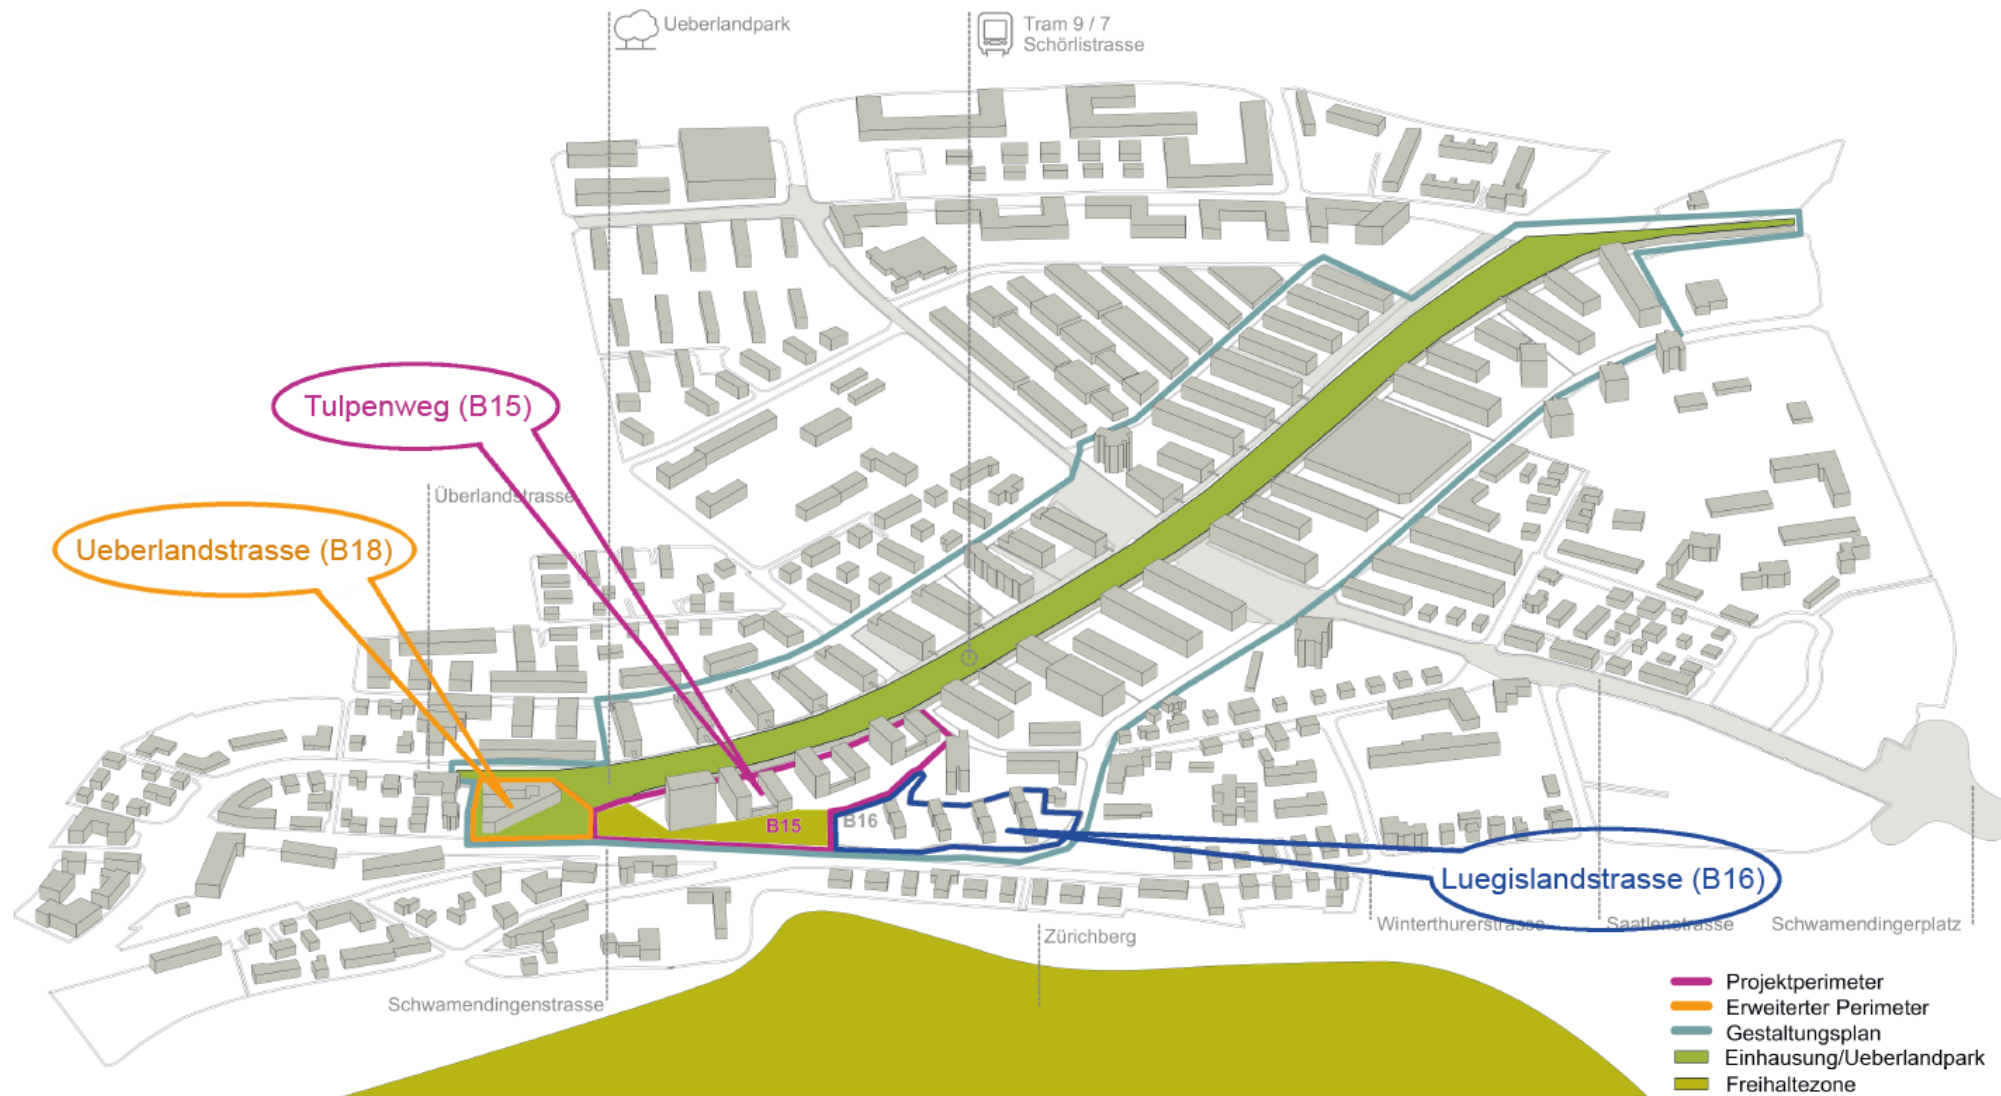 Ueberlandpark
Tram 9 / 7
Schörlistrasse
Tulpenweg (B15)
Überlandstrasse
Ueberlandstrasse (B18)
B15
B16
Luegislandstrasse (B16)
Winterthurerstrasse
Saatlenstrasse
Schwamendingerplatz
Zürichberg
Schwamendingenstrasse
Projektperimeter
Erweiterter Perimeter
Gestaltungsplan
Einhausung/Ueberlandpark
Freihaltezone